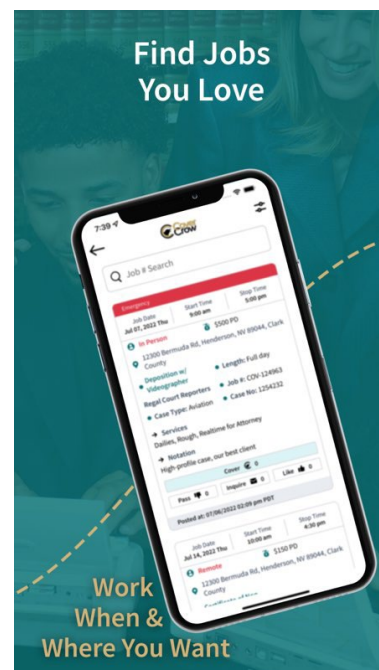 Find Jobs
You Love
7:39
Cover
Crow
Job # Search
Emergency
Job Date Start Time Stop Time
Jul 07, 2022 Thu 9:00 am 5:00 pm
In Person $500 PD
12300 Bermuda Rd, Henderson, NV 89044, Clark
County
Deposition w/ Length: Full day
Videographer
Regal Court Reporters Job #: COV-124963
Case Type: Aviation Case No: 1254232
Services
Dailies, Rough, Realtime for Attorney
Notation
High-profile case, our best client
Cover 0
Pass 0 Inquire 0 Like 0
Posted at: 07/06/2022 02:09 pm PDT
Job Date Start Time Stop Time
Jul 14, 2022 Thu 10:00 am 4:30 pm
Remote $150 PD
12300 Bermuda Rd, Henderson, NV 89044, Clark
County
Work
When &
Where You Want